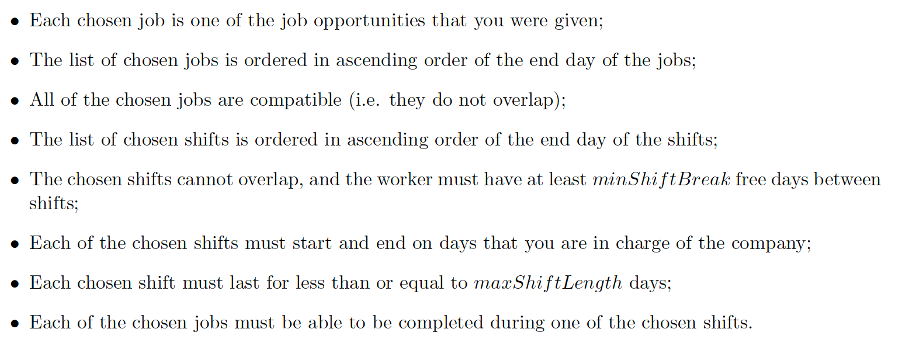 • Each chosen job is one of the job opportunities that you were given;
• The list of chosen jobs is ordered in ascending order of the end day of the jobs;
• All of the chosen jobs are compatible (i.e. they do not overlap);
• The list of chosen shifts is ordered in ascending order of the end day of the shifts;
• The chosen shifts cannot overlap, and the worker must have at least minShiftBreak free days between
shifts;
• Each of the chosen shifts must start and end on days that you are in charge of the company;
• Each chosen shift must last for less than or equal to maxShiftLength days;
• Each of the chosen jobs must be able to be completed during one of the chosen shifts.